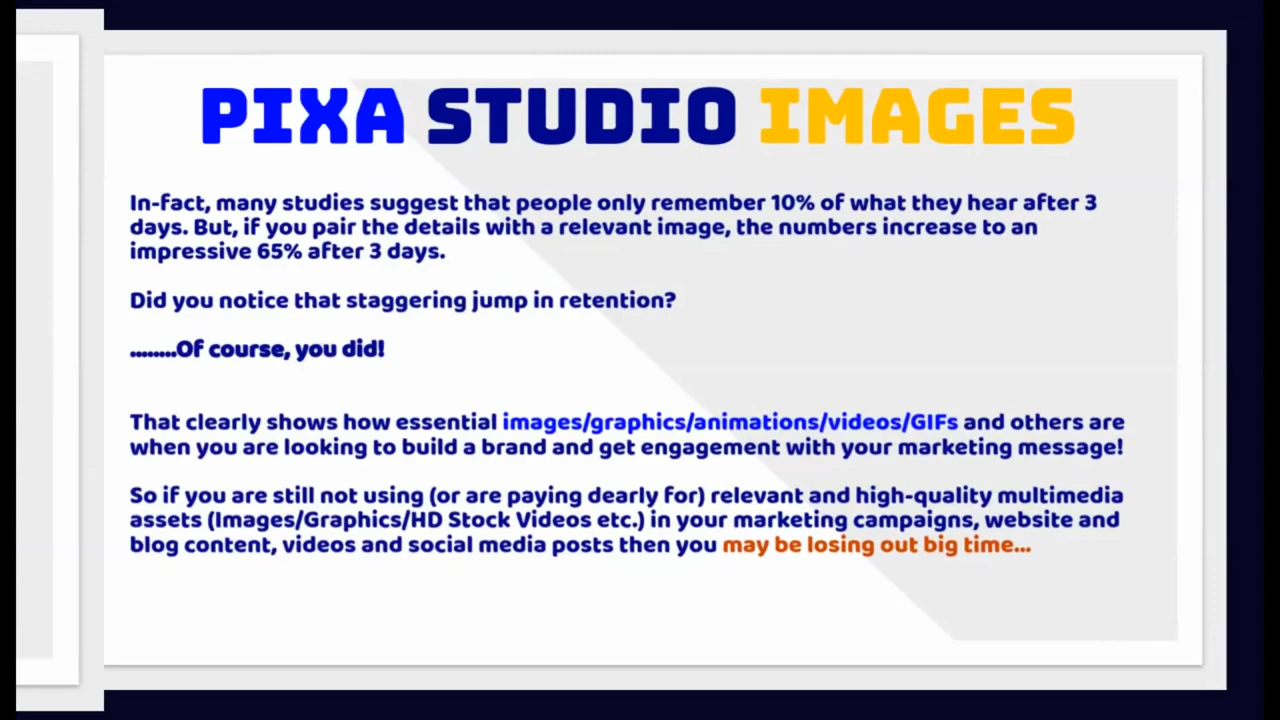 PIXA STUDIO IMAGES
In-fact, many studies suggest that people only remember 10% of what they hear after 3
days. But, if you pair the details with a relevant image, the numbers increase to an
impressive 65% after 3 days.
Did you notice that staggering jump in retention?
........Of course, you did!
That clearly shows how essential images/graphics/animations/videos/GIFs and others are
when you are looking to build a brand and get engagement with your marketing message!
So if you are still not using (or are paying dearly for) relevant and high-quality multimedia
assets (Images/Graphics/HD Stock Videos etc.) in your marketing campaigns, website and
blog content, videos and social media posts then you may be losing out big time...